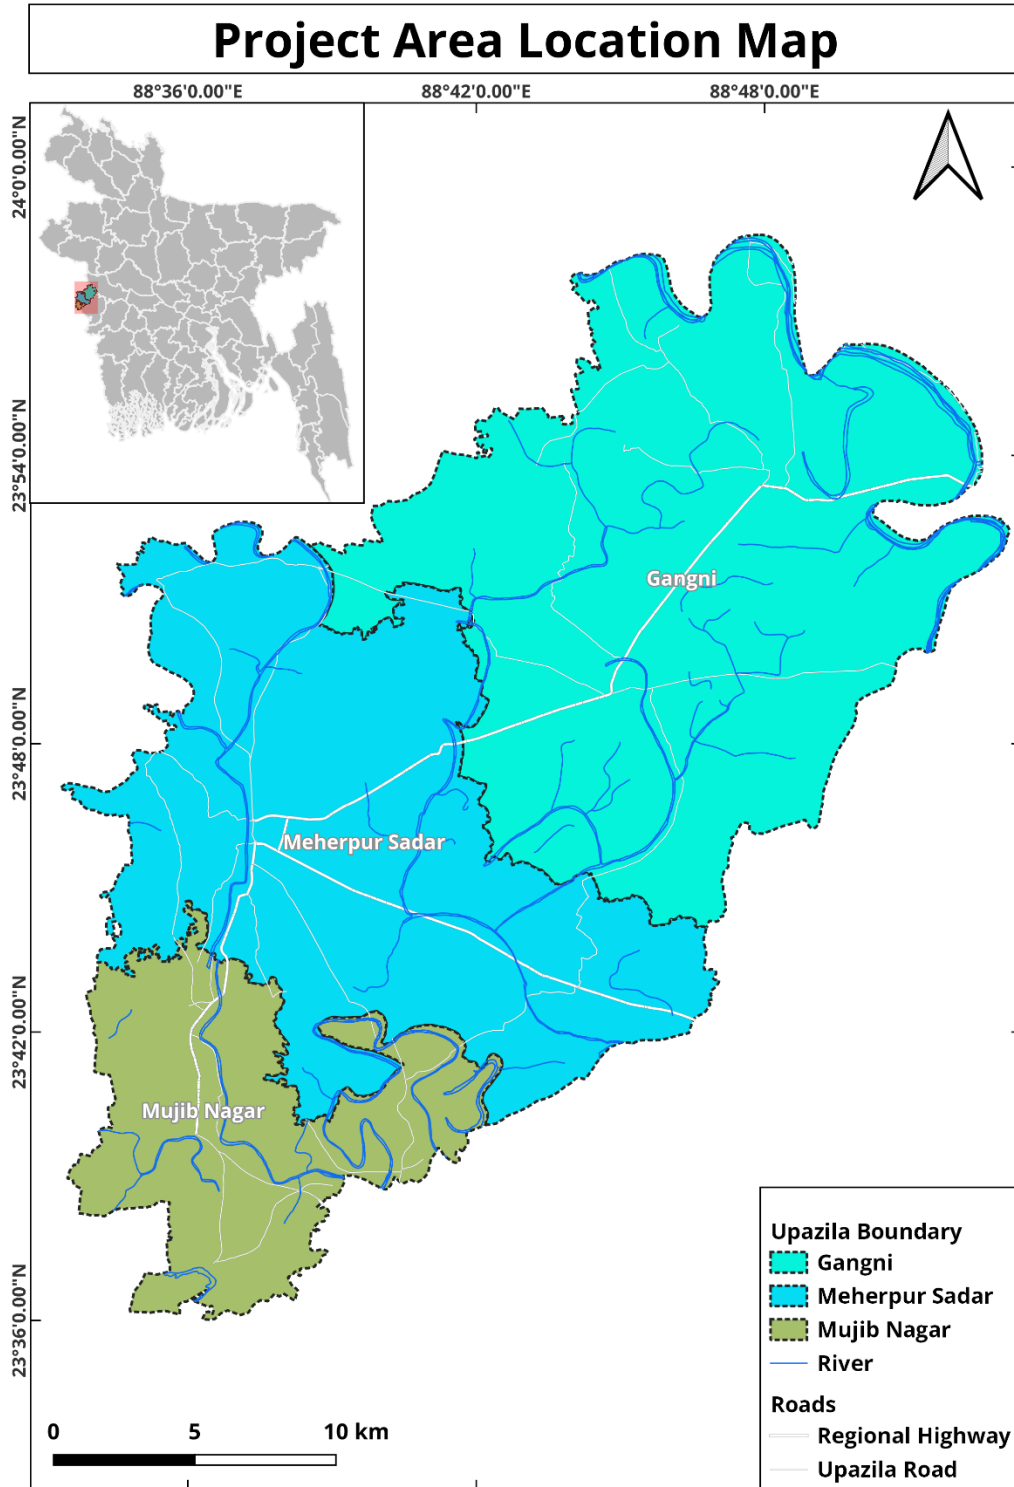 Project Area Location Map
88°36'0.00"E
88°42'0.00"E
88°48'0.00"E
24°0'0.00"N
23°54'0.00"N
23°48'0.00"N
23°42'0.00"N
23°36'0.00"N
Gangni
Meherpur Sadar
Mujib Nagar
Upazila Boundary
Gangni
Meherpur Sadar
Mujib Nagar
River
Roads
Regional Highway
Upazila Road
0 5 10 km